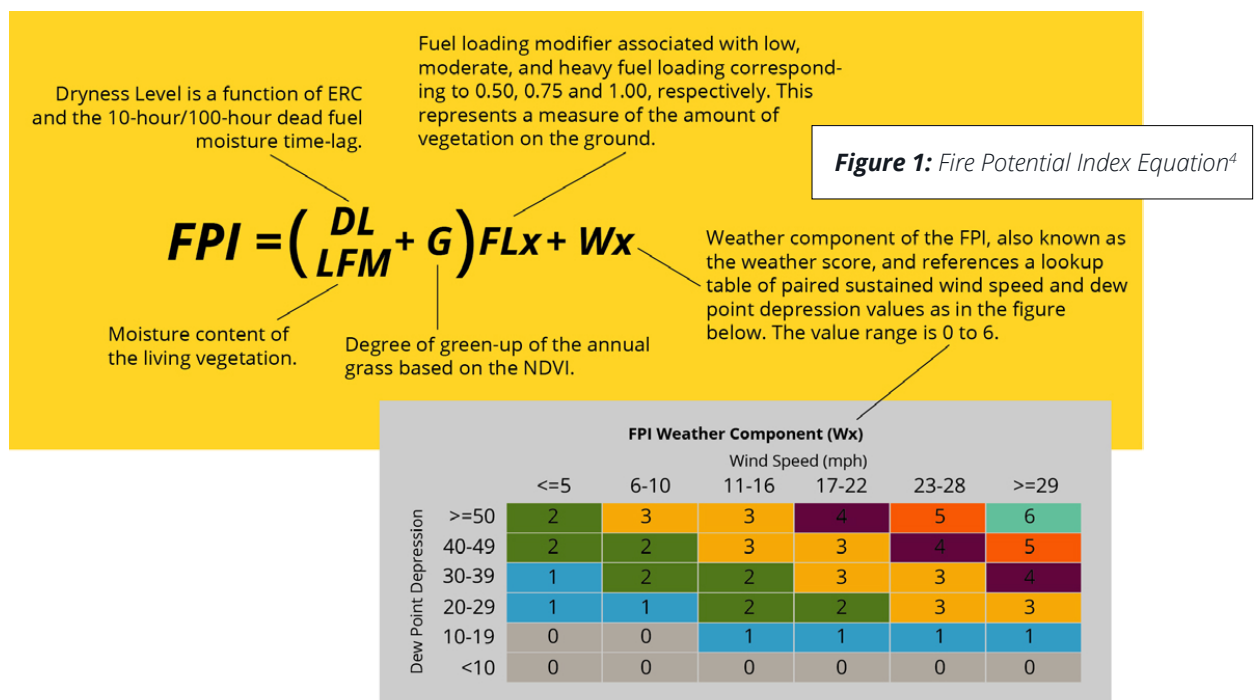 Fuel loading modifier associated with low,
moderate, and heavy fuel loading correspond-
ing to 0.50, 0.75 and 1.00, respectively. This
represents a measure of the amount of
vegetation on the ground.
Dryness Level is a function of ERC
and the 10-hour/100-hour dead fuel
moisture time-lag.
Figure 1: Fire Potential Index Equation⁴
FPI = ( DL
LFM + G ) FLx + Wx
Weather component of the FPI, also known as
the weather score, and references a lookup
table of paired sustained wind speed and dew
point depression values as in the figure
below. The value range is 0 to 6.
Moisture content of
the living vegetation.
Degree of green-up of the annual
grass based on the NDVI.
FPI Weather Component (Wx)
Wind Speed (mph)
<=5 6-10 11-16 17-22 23-28 >=29
Dew Point Depression
>=50 2 3 3 4 5 6
40-49 2 2 3 3 4 5
30-39 1 2 2 3 3 4
20-29 1 1 2 2 3 3
10-19 0 0 1 1 1 1
<10 0 0 0 0 0 0